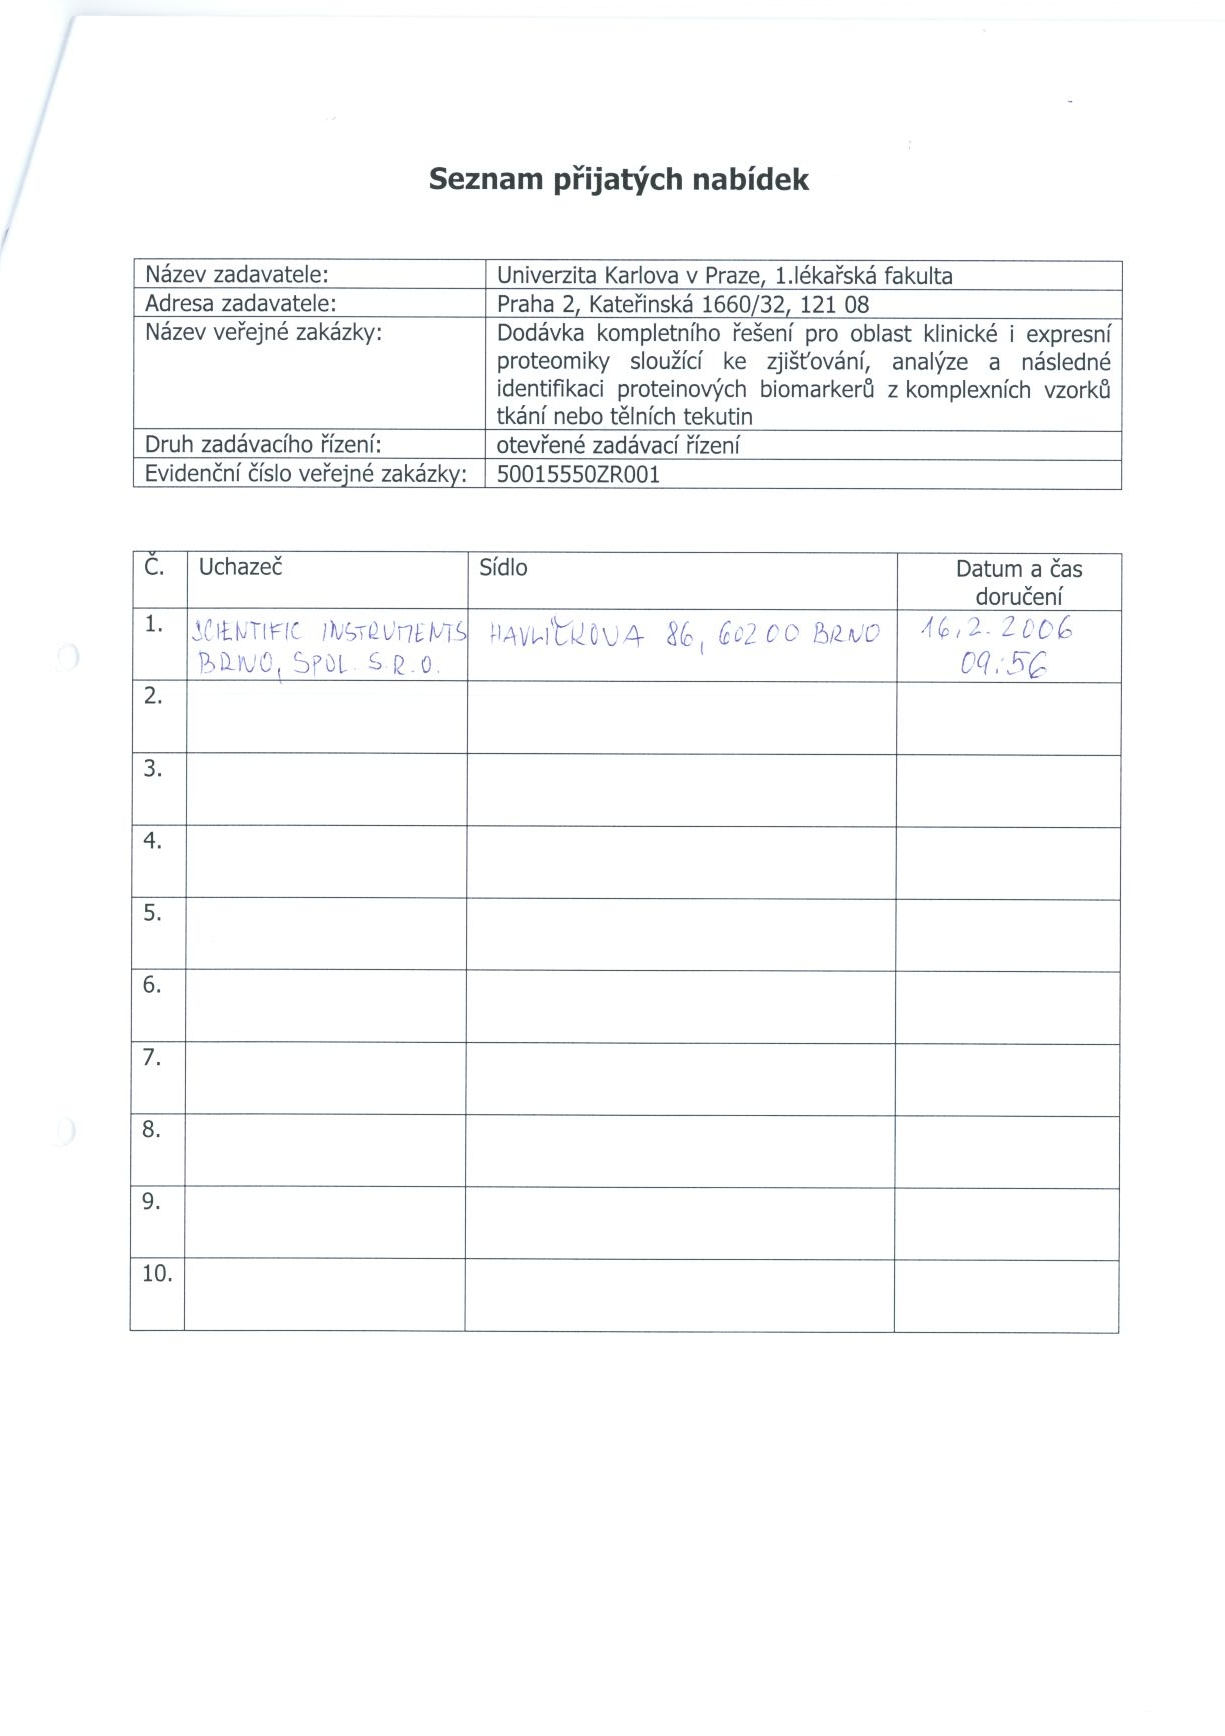 Seznam přijatých nabídek
Název zadavatele: Univerzita Karlova v Praze, 1.lékařská fakulta
Adresa zadavatele: Praha 2, Kateřinská 1660/32, 121 08
Název veřejné zakázky: Dodávka kompletního řešení pro oblast klinické i expresní
proteomiky sloužící ke zjišťování, analýze a následné
identifikaci proteinových biomarkerů z komplexních vzorků
tkání nebo tělních tekutin
Druh zadávacího řízení: otevřené zadávací řízení
Evidenční číslo veřejné zakázky: 50015550ZR001
Č. Uchazeč Sídlo Datum a čas
doručení
1. SCIENTIFIC INSTRUMENTS HAVLÍČKOVA 86, 602 00 BRNO 16.2.2006
BRNO, SPOL. S.R.O. 09:56
2.
3.
4.
5.
6.
7.
8.
9.
10.